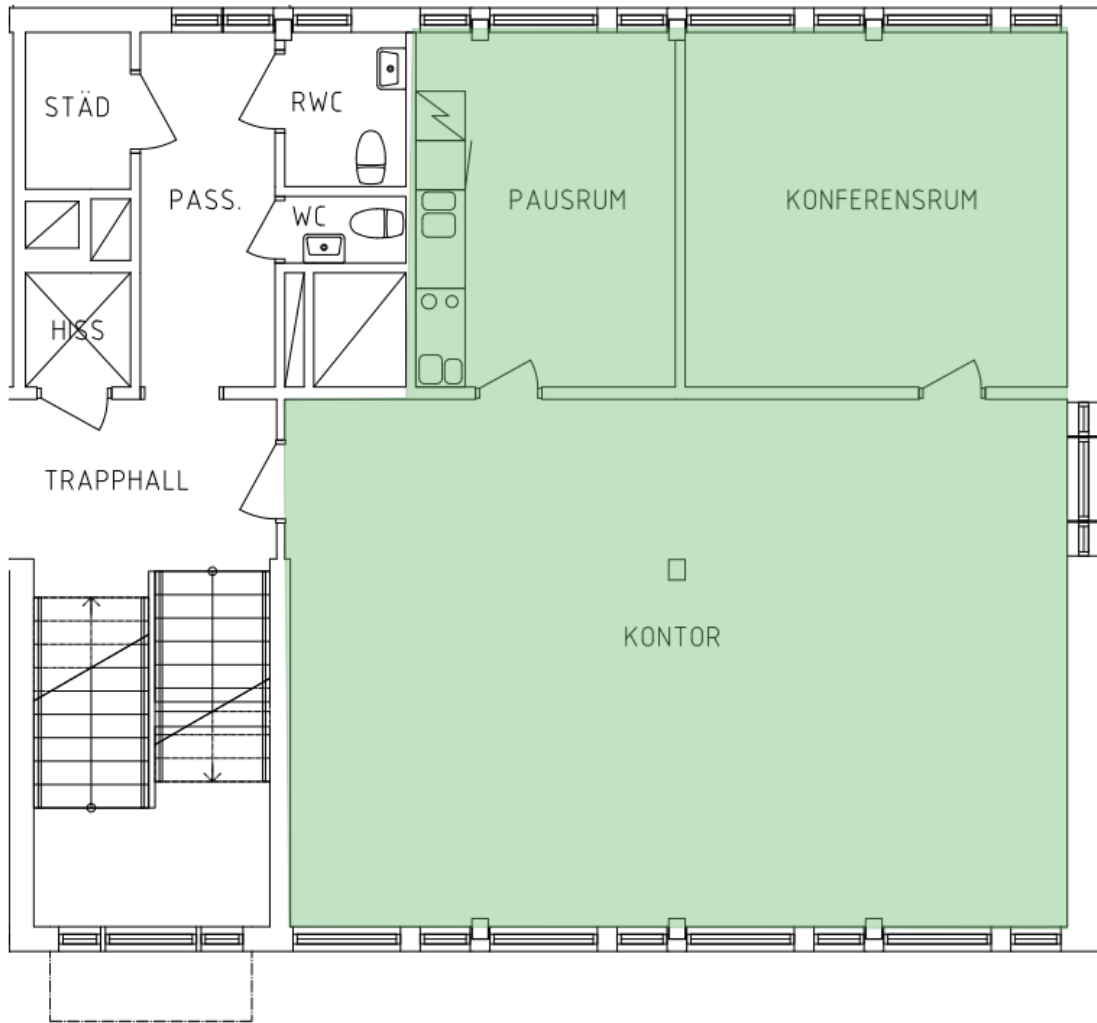 STÄD
RWC
PASS.
WC
PAUSRUM
KONFERENSRUM
HISS
TRAPPHALL
KONTOR